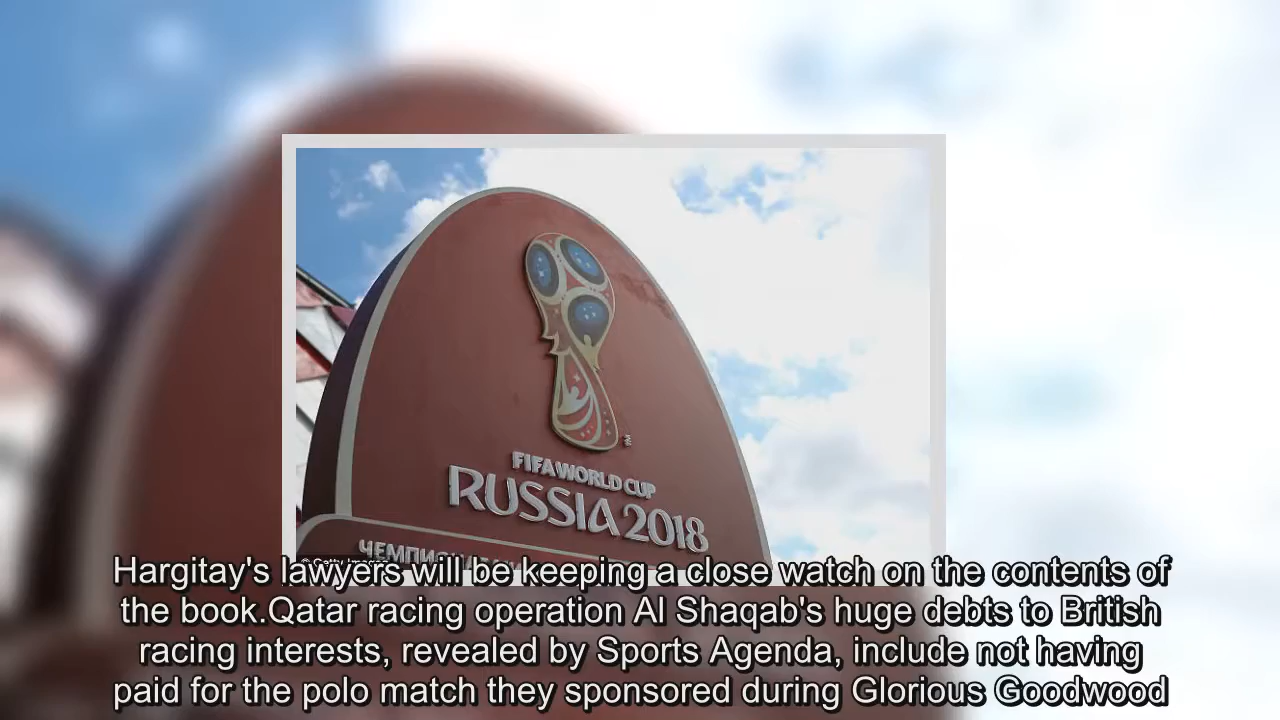 FIFA WORLD CUP
RUSSIA 2018
Hargitay's lawyers will be keeping a close watch on the contents of
the book.Qatar racing operation Al Shaqab's huge debts to British
racing interests, revealed by Sports Agenda, include not having
paid for the polo match they sponsored during Glorious Goodwood